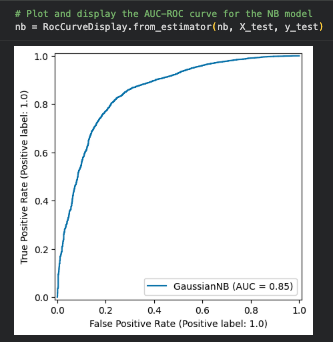 # Plot and display the AUC-ROC curve for the NB model
nb = RocCurveDisplay.from_estimator(nb, X_test, y_test)
1.0
0.8
0.6
0.4
0.2
0.0
True Positive Rate (Positive label: 1.0)
GaussianNB (AUC = 0.85)
0.0 0.2 0.4 0.6 0.8 1.0
False Positive Rate (Positive label: 1.0)